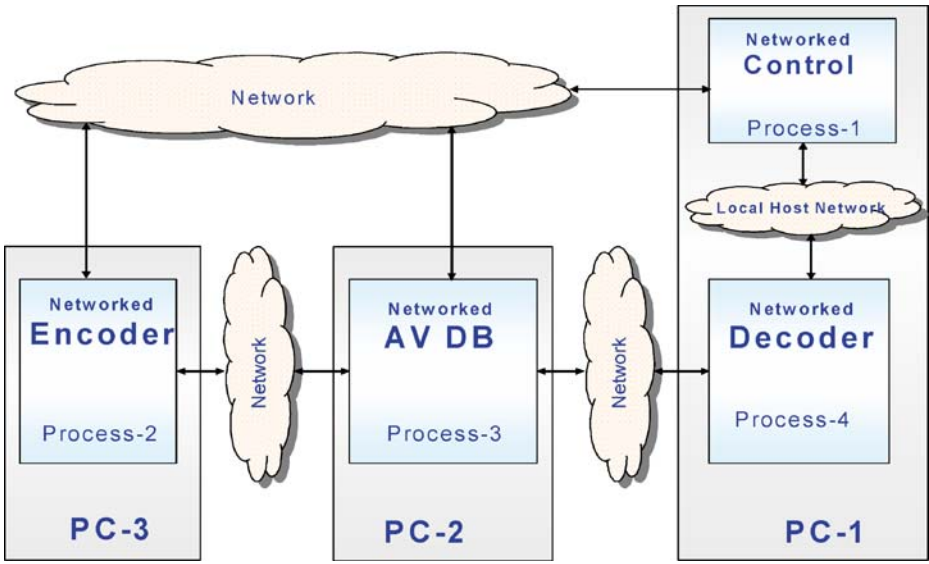 Networked
Control
Process-1
Network
Local Host Network
Networked
Encoder
Process-2
PC-3
Network
Networked
AV DB
Process-3
PC-2
Network
Networked
Decoder
Process-4
PC-1